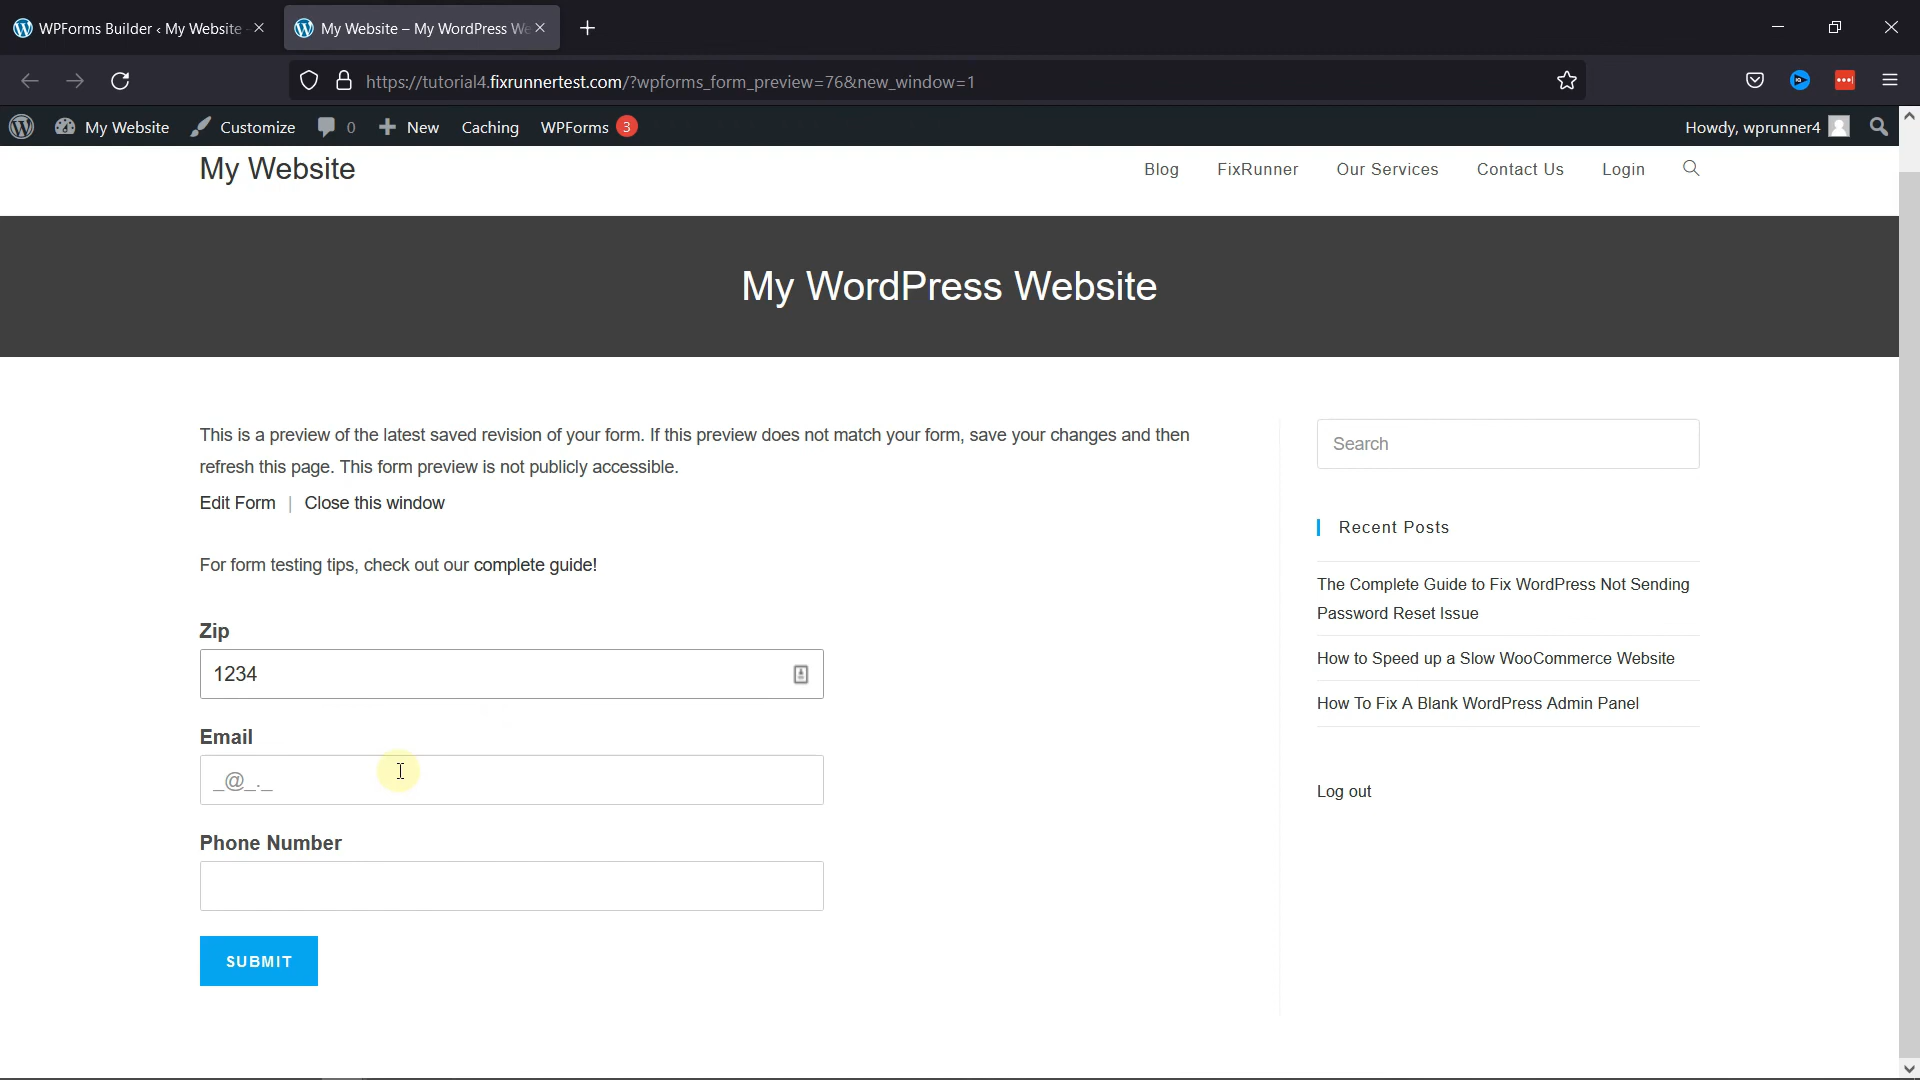 WPForms Builder ‹ My Website
My Website – My WordPress We
https://tutorial4.fixrunnertest.com/?wpforms_form_preview=76&new_window=1
My Website
Customize
0
New
Caching
WPForms 3
Howdy, wprunner4
My Website
Blog
FixRunner
Our Services
Contact Us
Login
My WordPress Website
This is a preview of the latest saved revision of your form. If this preview does not match your form, save your changes and then
refresh this page. This form preview is not publicly accessible.
Edit Form | Close this window
For form testing tips, check out our complete guide!
Zip
1234
Email
_@_._
Phone Number
SUBMIT
Search
Recent Posts
The Complete Guide to Fix WordPress Not Sending
Password Reset Issue
How to Speed up a Slow WooCommerce Website
How To Fix A Blank WordPress Admin Panel
Log out